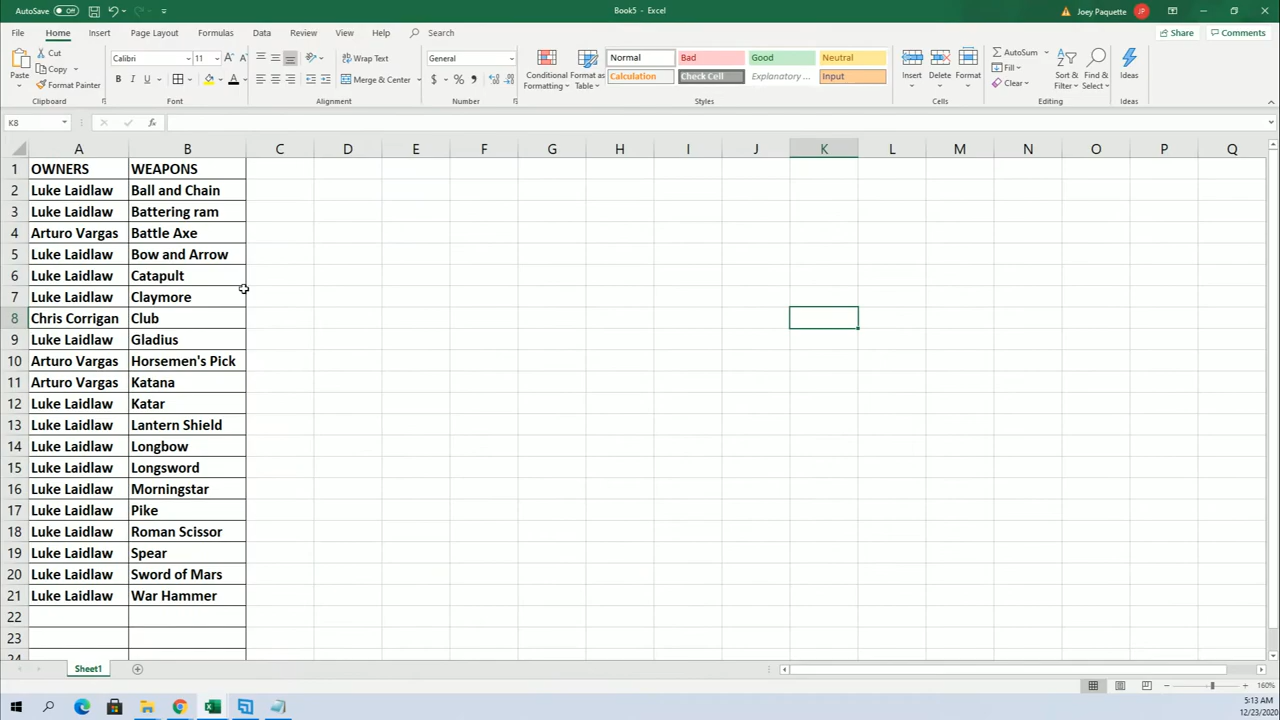 AutoSave Off Book5 - Excel Joey Paquette JP
File Home Insert Page Layout Formulas Data Review View Help Search Share Comments
Paste Cut Copy Format Painter Clipboard
Calibri 11 A A B I U A Font
Wrap Text Merge & Center Alignment
General $ % , Number
Conditional Formatting Format as Table
Normal Bad Good Neutral
Calculation Check Cell Explanatory ... Input
Styles
Insert Delete Format Cells
AutoSum Fill Clear Sort & Filter Find & Select Editing
Ideas Ideas
K8 fx
A B C D E F G H I J K L M N O P Q
1 OWNERS WEAPONS
2 Luke Laidlaw Ball and Chain
3 Luke Laidlaw Battering ram
4 Arturo Vargas Battle Axe
5 Luke Laidlaw Bow and Arrow
6 Luke Laidlaw Catapult
7 Luke Laidlaw Claymore
8 Chris Corrigan Club
9 Luke Laidlaw Gladius
10 Arturo Vargas Horsemen's Pick
11 Arturo Vargas Katana
12 Luke Laidlaw Katar
13 Luke Laidlaw Lantern Shield
14 Luke Laidlaw Longbow
15 Luke Laidlaw Longsword
16 Luke Laidlaw Morningstar
17 Luke Laidlaw Pike
18 Luke Laidlaw Roman Scissor
19 Luke Laidlaw Spear
20 Luke Laidlaw Sword of Mars
21 Luke Laidlaw War Hammer
22
23
24
Sheet1
160%
5:13 AM
12/23/2020